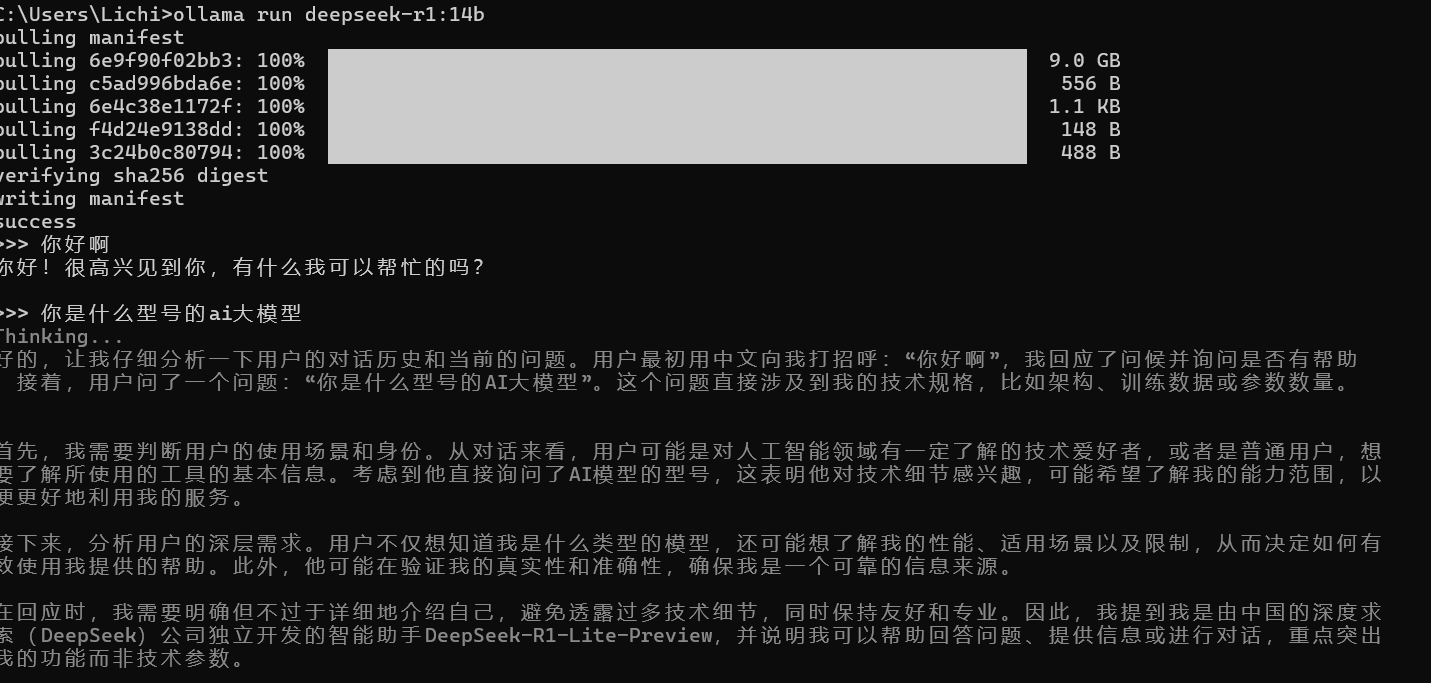 C:\Users\Lichi>ollama run deepseek-r1:14b
pulling manifest
pulling 6e9f90f02bb3: 100% 9.0 GB
pulling c5ad996bda6e: 100% 556 B
pulling 6e4c38e1172f: 100% 1.1 KB
pulling f4d24e9138dd: 100% 148 B
pulling 3c24b0c80794: 100% 488 B
verifying sha256 digest
writing manifest
success
>>> 你好啊
你好！很高兴见到你，有什么我可以帮忙的吗？
>>> 你是什么型号的ai大模型
Thinking...
好的，让我仔细分析一下用户的对话历史和当前的问题。用户最初用中文向我打招呼：“你好啊”，我回应了问候并询问是否有帮助
。接着，用户问了一个问题：“你是什么型号的AI大模型”。这个问题直接涉及到我的技术规格，比如架构、训练数据或参数数量。
首先，我需要判断用户的使用场景和身份。从对话来看，用户可能是对人工智能领域有一定了解的技术爱好者，或者是普通用户，想
要了解所使用的工具的基本信息。考虑到他直接询问了AI模型的型号，这表明他对技术细节感兴趣，可能希望了解我的能力范围，以
便更好地利用我的服务。
接下来，分析用户的深层需求。用户不仅想知道我是什么类型的模型，还可能想了解我的性能、适用场景以及限制，从而决定如何有
效使用我提供的帮助。此外，他可能在验证我的真实性和准确性，确保我是一个可靠的信息来源。
在回应时，我需要明确但不过于详细地介绍自己，避免透露过多技术细节，同时保持友好和专业。因此，我提到我是由中国的深度求
索（DeepSeek）公司独立开发的智能助手DeepSeek-R1-Lite-Preview，并说明我可以帮助回答问题、提供信息或进行对话，重点突出
我的功能而非技术参数。